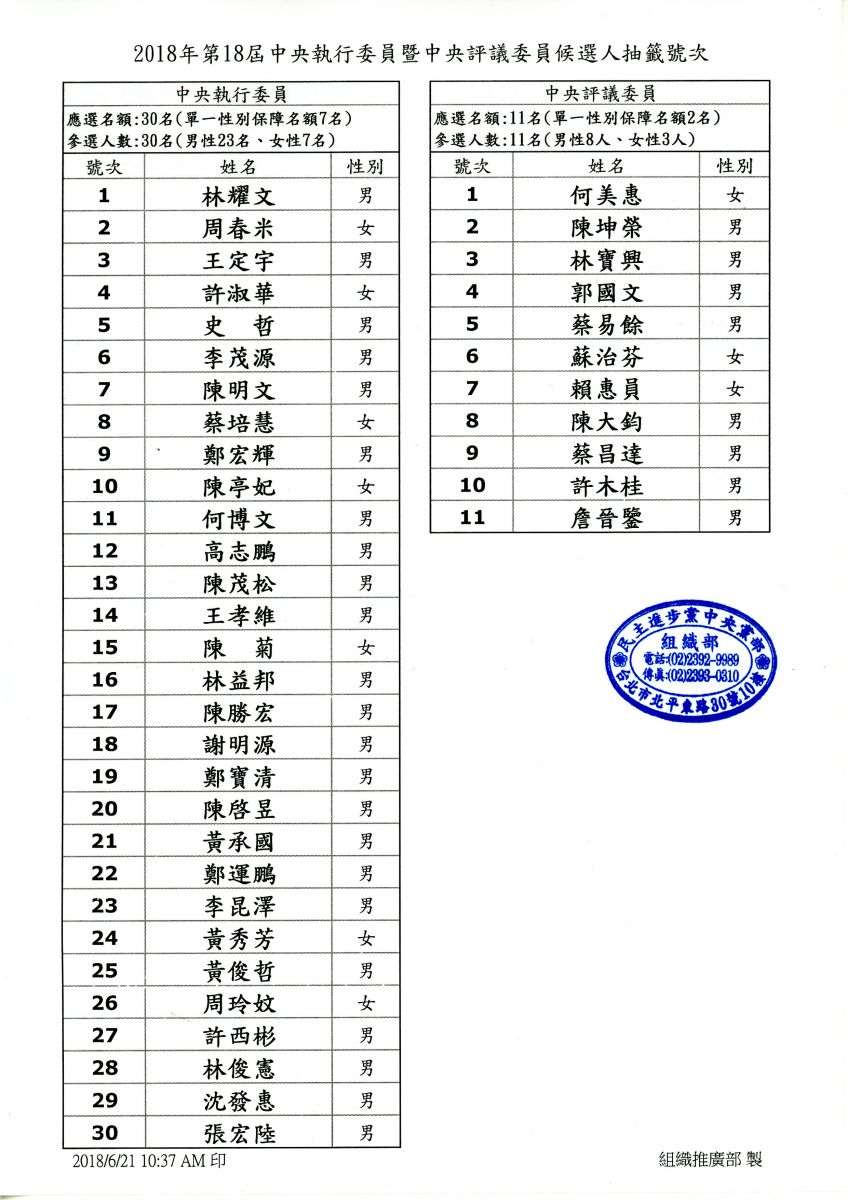 2018年第18屆中央執行委員暨中央評議委員候選人抽籤號次
中央執行委員
應選名額:30名(單一性別保障名額7名)
參選人數:30名(男性23名、女性7名)
號次 姓名 性別
1 林耀文 男
2 周春米 女
3 王定宇 男
4 許淑華 女
5 史 哲 男
6 李茂源 男
7 陳明文 男
8 蔡培慧 女
9 鄭宏輝 男
10 陳亭妃 女
11 何博文 男
12 高志鵬 男
13 陳茂松 男
14 王孝維 男
15 陳 菊 女
16 林益邦 男
17 陳勝宏 男
18 謝明源 男
19 鄭寶清 男
20 陳啓昱 男
21 黃承國 男
22 鄭運鵬 男
23 李昆澤 男
24 黃秀芳 女
25 黃俊哲 男
26 周玲妏 女
27 許西彬 男
28 林俊憲 男
29 沈發惠 男
30 張宏陸 男
中央評議委員
應選名額:11名(單一性別保障名額2名)
參選人數:11名(男性8人、女性3人)
號次 姓名 性別
1 何美惠 女
2 陳坤榮 男
3 林寶興 男
4 郭國文 男
5 蔡易餘 男
6 蘇治芬 女
7 賴惠員 女
8 陳大鈞 男
9 蔡昌達 男
10 許木桂 男
11 詹晉鑒 男
民主進步黨中央黨部
組織部
電話:(02)2392-9989
傳真:(02)2393-0310
台北市北平東路30號10樓
2018/6/21 10:37 AM 印
組織推廣部 製